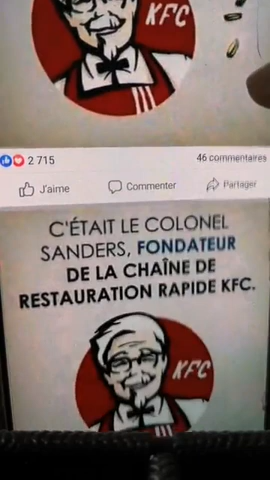 KFC
2 715
46 commentaires
J'aime
Commenter
Partager
C'ÉTAIT LE COLONEL
SANDERS, FONDATEUR
DE LA CHAÎNE DE
RESTAURATION RAPIDE KFC.
KFC